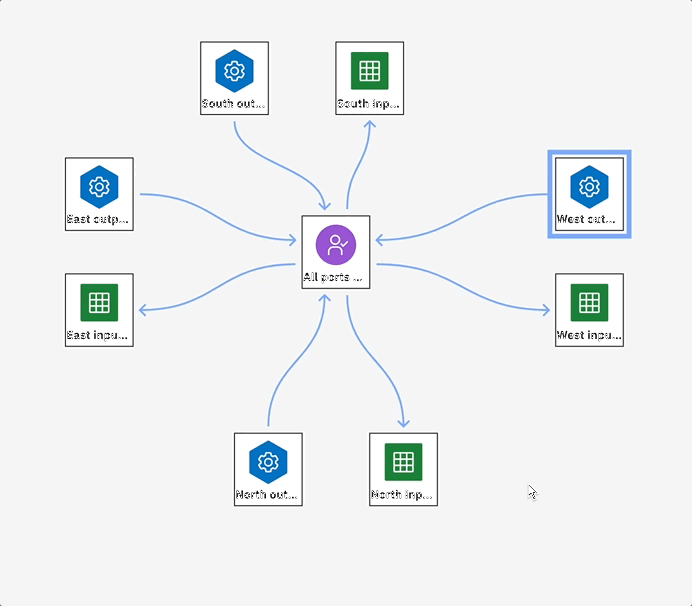 South out...
South inp...
East outp...
West out...
All ports ...
East inpu...
West inpu...
North out...
North inp...